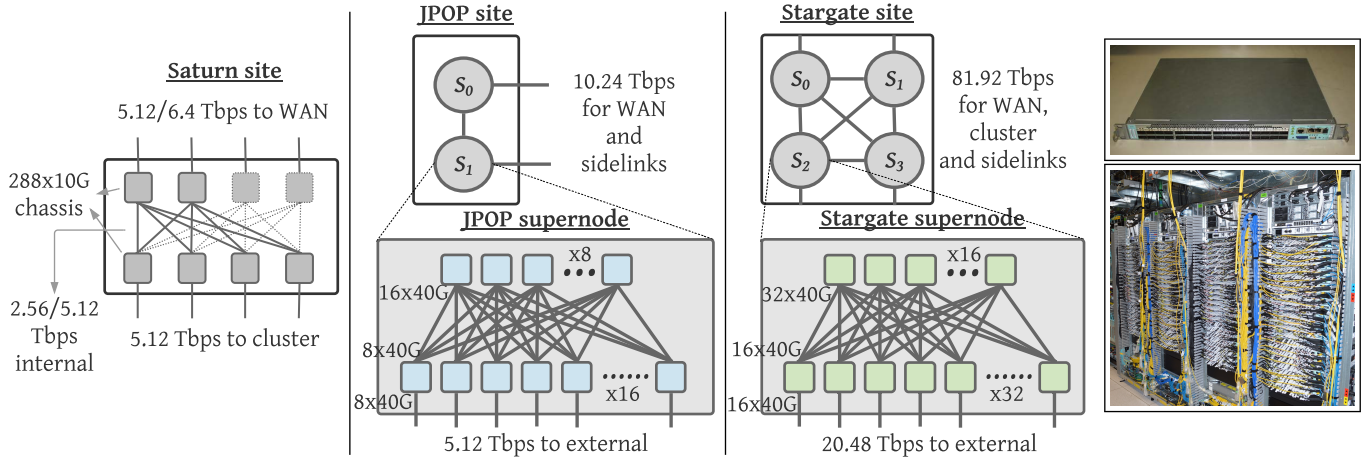 Saturn site
5.12/6.4 Tbps to WAN
288x10G
chassis
2.56/5.12
Tbps
internal
5.12 Tbps to cluster
JPOP site
S0
S1
10.24 Tbps
for WAN
and
sidelinks
JPOP supernode
x8
16x40G
8x40G
x16
8x40G
5.12 Tbps to external
Stargate site
S0
S1
S2
S3
81.92 Tbps
for WAN,
cluster
and sidelinks
Stargate supernode
x16
32x40G
16x40G
x32
16x40G
20.48 Tbps to external